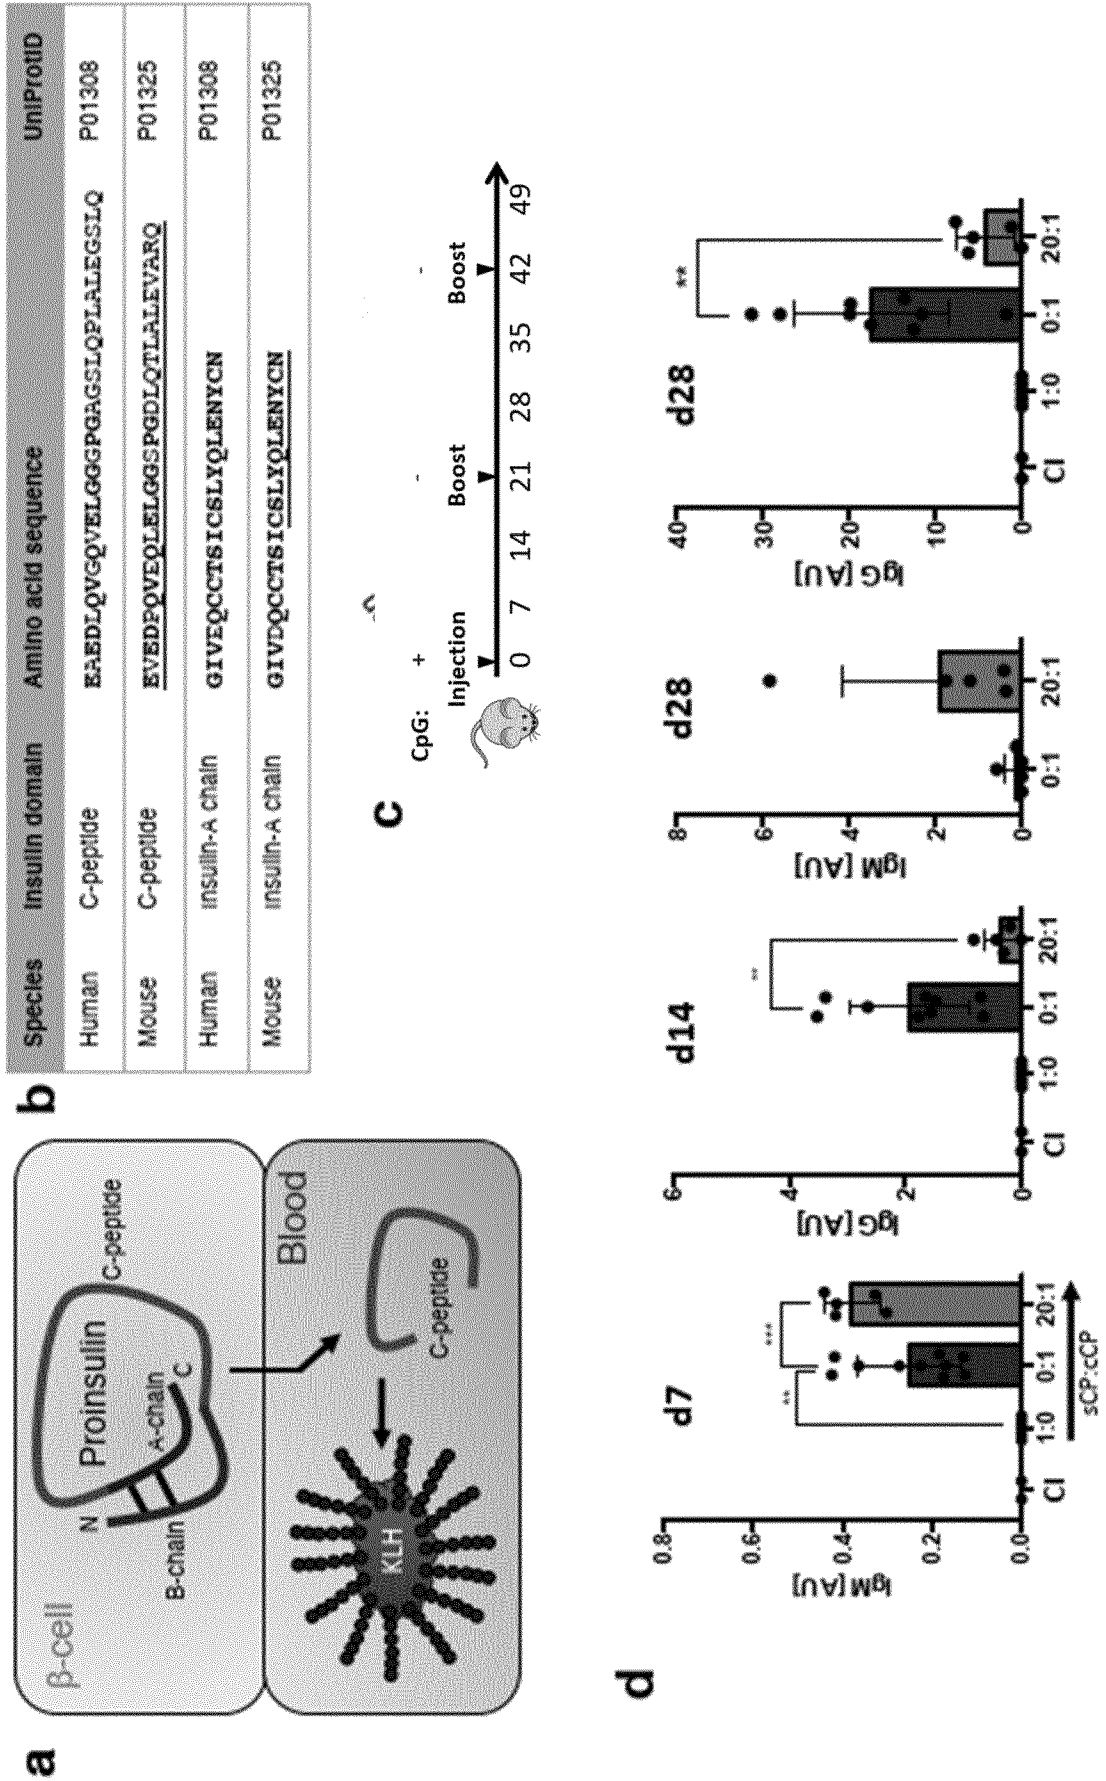 a
β-cell
Proinsulin
C-peptide
N
A-chain
C
B-chain
Blood
KLH
C-peptide
b
Species Insulin domain Amino acid sequence UniProtID
Human C-peptide EAEDLQVGQVELGGGPGAGSLQPLALEGSLQ P01308
Mouse C-peptide EVEDPQVEQLELGGSPGDLQTLALEVARQ P01325
Human insulin-A chain GIVEQCCTSICSLYQLENYCN P01308
Mouse insulin-A chain GIVDQCCTSICSLYQLENYCN P01325
c
CpG: + - -
Injection Boost Boost
0 7 14 21 28 35 42 49
d
d7
IgM [AU]
0.8
0.6
0.4
0.2
0.0
** ***
CI 1:0 0:1 20:1
sCP:cCP
d14
IgG [AU]
6
4
2
0
**
CI 1:0 0:1 20:1
d28
IgM [AU]
8
6
4
2
0
0:1 20:1
d28
IgG [AU]
40
30
20
10
0
**
CI 1:0 0:1 20:1